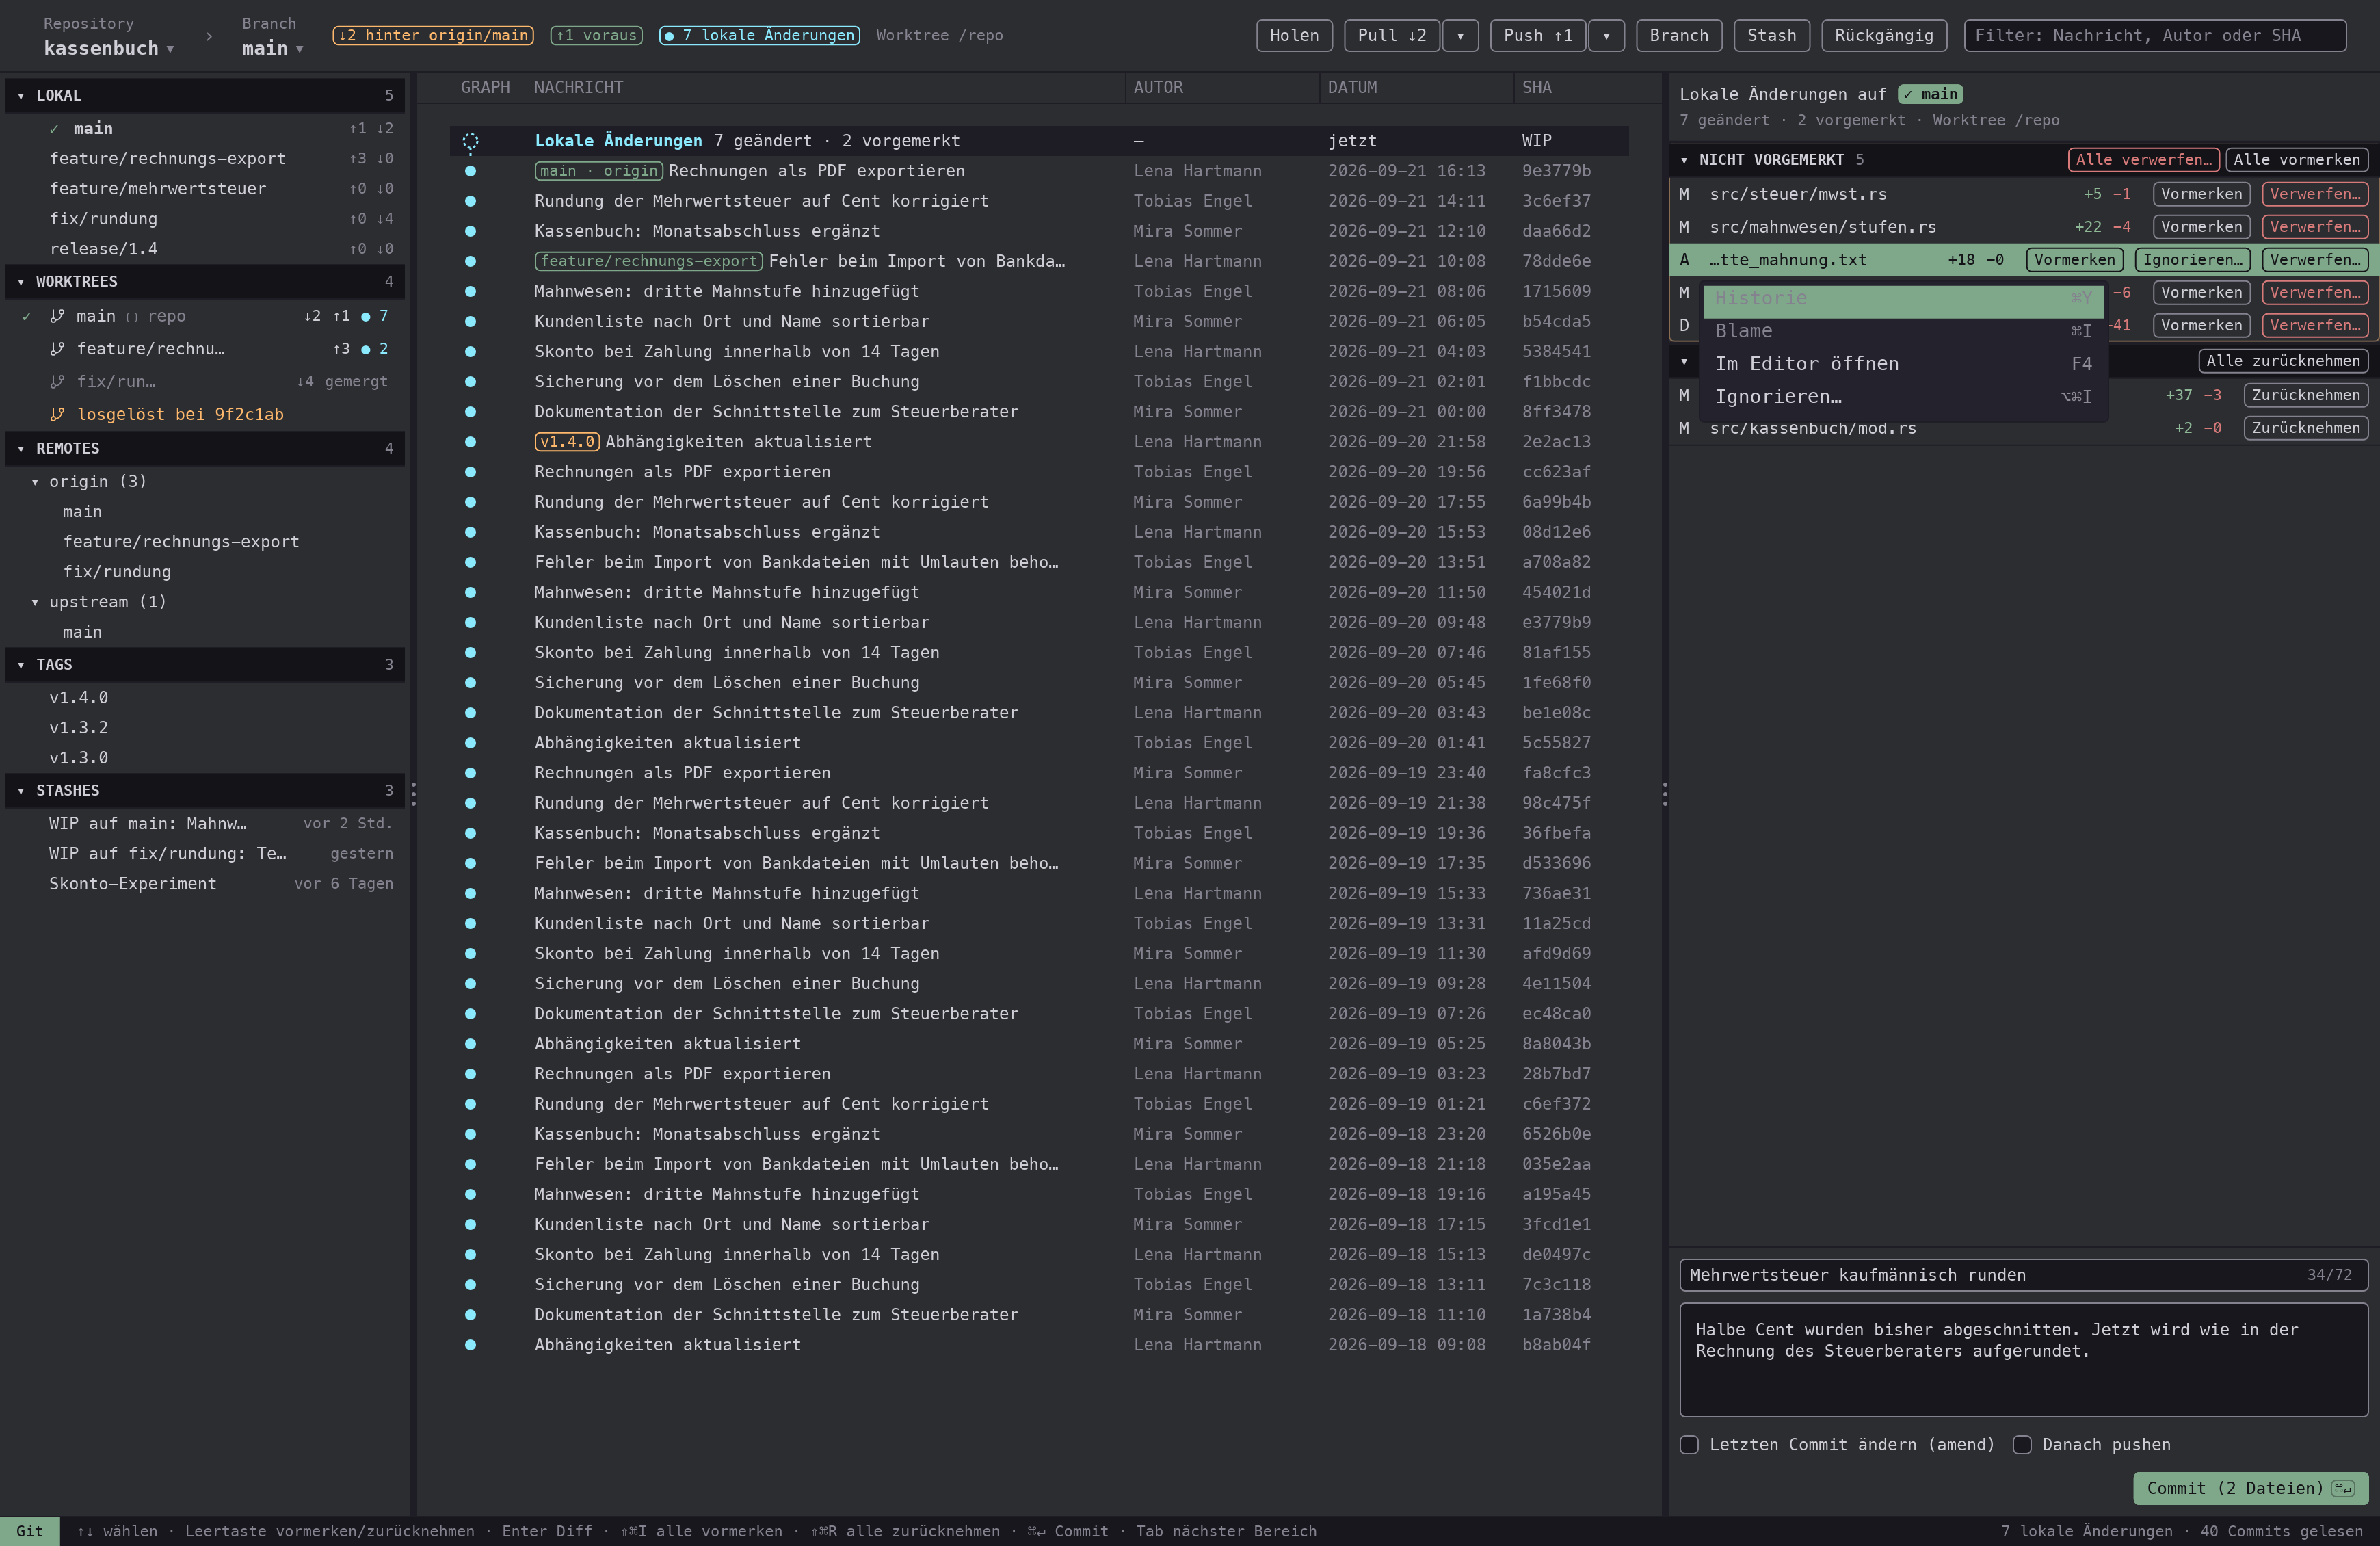 Repository
kassenbuch ▾
›
Branch
main ▾
↓2 hinter origin/main ↑1 voraus ● 7 lokale Änderungen Worktree /repo
Holen Pull ↓2 ▾ Push ↑1 ▾ Branch Stash Rückgängig Filter: Nachricht, Autor oder SHA
▾ LOKAL 5
✓ main ↑1 ↓2
feature/rechnungs-export ↑3 ↓0
feature/mehrwertsteuer ↑0 ↓0
fix/rundung ↑0 ↓4
release/1.4 ↑0 ↓0
▾ WORKTREES 4
✓ main ▢ repo ↓2 ↑1 ● 7
feature/rechnu… ↑3 ● 2
fix/run… ↓4 gemergt
losgelöst bei 9f2c1ab
▾ REMOTES 4
▾ origin (3)
main
feature/rechnungs-export
fix/rundung
▾ upstream (1)
main
▾ TAGS 3
v1.4.0
v1.3.2
v1.3.0
▾ STASHES 3
WIP auf main: Mahnw… vor 2 Std.
WIP auf fix/rundung: Te… gestern
Skonto-Experiment vor 6 Tagen
GRAPH NACHRICHT AUTOR DATUM SHA
Lokale Änderungen 7 geändert · 2 vorgemerkt — jetzt WIP
main · origin Rechnungen als PDF exportieren Lena Hartmann 2026-09-21 16:13 9e3779b
Rundung der Mehrwertsteuer auf Cent korrigiert Tobias Engel 2026-09-21 14:11 3c6ef37
Kassenbuch: Monatsabschluss ergänzt Mira Sommer 2026-09-21 12:10 daa66d2
feature/rechnungs-export Fehler beim Import von Bankda… Lena Hartmann 2026-09-21 10:08 78dde6e
Mahnwesen: dritte Mahnstufe hinzugefügt Tobias Engel 2026-09-21 08:06 1715609
Kundenliste nach Ort und Name sortierbar Mira Sommer 2026-09-21 06:05 b54cda5
Skonto bei Zahlung innerhalb von 14 Tagen Lena Hartmann 2026-09-21 04:03 5384541
Sicherung vor dem Löschen einer Buchung Tobias Engel 2026-09-21 02:01 f1bbcdc
Dokumentation der Schnittstelle zum Steuerberater Mira Sommer 2026-09-21 00:00 8ff3478
v1.4.0 Abhängigkeiten aktualisiert Lena Hartmann 2026-09-20 21:58 2e2ac13
Rechnungen als PDF exportieren Tobias Engel 2026-09-20 19:56 cc623af
Rundung der Mehrwertsteuer auf Cent korrigiert Mira Sommer 2026-09-20 17:55 6a99b4b
Kassenbuch: Monatsabschluss ergänzt Lena Hartmann 2026-09-20 15:53 08d12e6
Fehler beim Import von Bankdateien mit Umlauten beho… Tobias Engel 2026-09-20 13:51 a708a82
Mahnwesen: dritte Mahnstufe hinzugefügt Mira Sommer 2026-09-20 11:50 454021d
Kundenliste nach Ort und Name sortierbar Lena Hartmann 2026-09-20 09:48 e3779b9
Skonto bei Zahlung innerhalb von 14 Tagen Tobias Engel 2026-09-20 07:46 81af155
Sicherung vor dem Löschen einer Buchung Mira Sommer 2026-09-20 05:45 1fe68f0
Dokumentation der Schnittstelle zum Steuerberater Lena Hartmann 2026-09-20 03:43 be1e08c
Abhängigkeiten aktualisiert Tobias Engel 2026-09-20 01:41 5c55827
Rechnungen als PDF exportieren Mira Sommer 2026-09-19 23:40 fa8cfc3
Rundung der Mehrwertsteuer auf Cent korrigiert Lena Hartmann 2026-09-19 21:38 98c475f
Kassenbuch: Monatsabschluss ergänzt Tobias Engel 2026-09-19 19:36 36fbefa
Fehler beim Import von Bankdateien mit Umlauten beho… Mira Sommer 2026-09-19 17:35 d533696
Mahnwesen: dritte Mahnstufe hinzugefügt Lena Hartmann 2026-09-19 15:33 736ae31
Kundenliste nach Ort und Name sortierbar Tobias Engel 2026-09-19 13:31 11a25cd
Skonto bei Zahlung innerhalb von 14 Tagen Mira Sommer 2026-09-19 11:30 afd9d69
Sicherung vor dem Löschen einer Buchung Lena Hartmann 2026-09-19 09:28 4e11504
Dokumentation der Schnittstelle zum Steuerberater Tobias Engel 2026-09-19 07:26 ec48ca0
Abhängigkeiten aktualisiert Mira Sommer 2026-09-19 05:25 8a8043b
Rechnungen als PDF exportieren Lena Hartmann 2026-09-19 03:23 28b7bd7
Rundung der Mehrwertsteuer auf Cent korrigiert Tobias Engel 2026-09-19 01:21 c6ef372
Kassenbuch: Monatsabschluss ergänzt Mira Sommer 2026-09-18 23:20 6526b0e
Fehler beim Import von Bankdateien mit Umlauten beho… Lena Hartmann 2026-09-18 21:18 035e2aa
Mahnwesen: dritte Mahnstufe hinzugefügt Tobias Engel 2026-09-18 19:16 a195a45
Kundenliste nach Ort und Name sortierbar Mira Sommer 2026-09-18 17:15 3fcd1e1
Skonto bei Zahlung innerhalb von 14 Tagen Lena Hartmann 2026-09-18 15:13 de0497c
Sicherung vor dem Löschen einer Buchung Tobias Engel 2026-09-18 13:11 7c3c118
Dokumentation der Schnittstelle zum Steuerberater Mira Sommer 2026-09-18 11:10 1a738b4
Abhängigkeiten aktualisiert Lena Hartmann 2026-09-18 09:08 b8ab04f
Lokale Änderungen auf ✓ main
7 geändert · 2 vorgemerkt · Worktree /repo
▾ NICHT VORGEMERKT 5 Alle verwerfen… Alle vormerken
M src/steuer/mwst.rs +5 −1 Vormerken Verwerfen…
M src/mahnwesen/stufen.rs +22 −4 Vormerken Verwerfen…
A …tte_mahnung.txt +18 −0 Vormerken Ignorieren… Verwerfen…
M −6 Vormerken Verwerfen…
D −41 Vormerken Verwerfen…
Historie ⌘Y
Blame ⌘I
Im Editor öffnen F4
Ignorieren… ⌥⌘I
▾ Alle zurücknehmen
M +37 −3 Zurücknehmen
M src/kassenbuch/mod.rs +2 −0 Zurücknehmen
Mehrwertsteuer kaufmännisch runden 34/72
Halbe Cent wurden bisher abgeschnitten. Jetzt wird wie in der
Rechnung des Steuerberaters aufgerundet.
Letzten Commit ändern (amend) Danach pushen
Commit (2 Dateien) ⌘↵
Git ↑↓ wählen · Leertaste vormerken/zurücknehmen · Enter Diff · ⇧⌘I alle vormerken · ⇧⌘R alle zurücknehmen · ⌘↵ Commit · Tab nächster Bereich
7 lokale Änderungen · 40 Commits gelesen